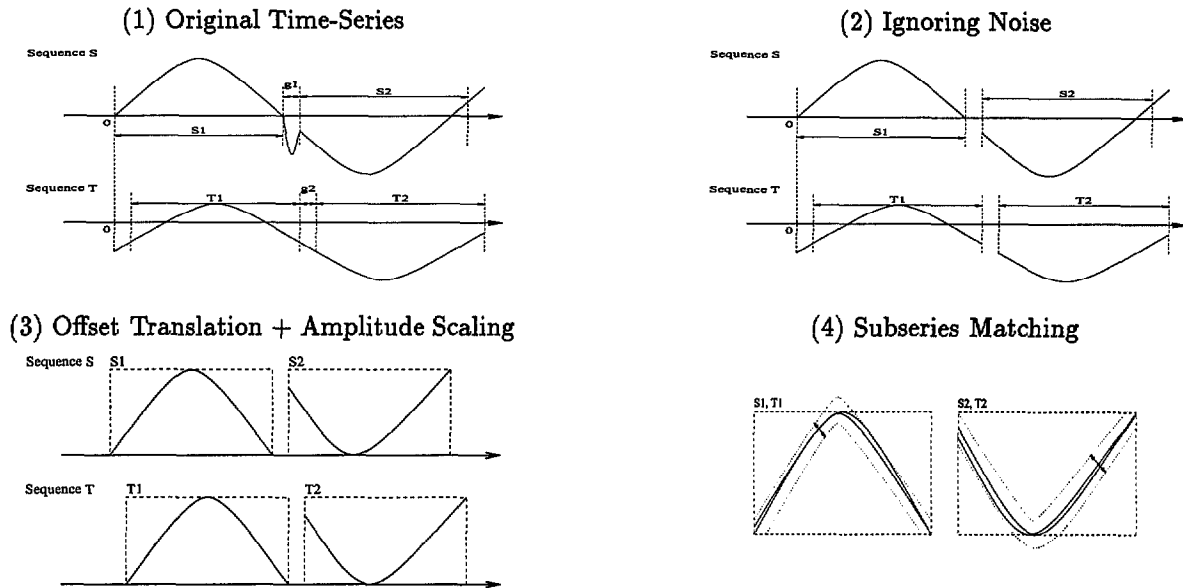 (1) Original Time-Series
Sequence S
g1
S2
O
S1
Sequence T
T1
g2
T2
O
(2) Ignoring Noise
Sequence S
S2
O
S1
Sequence T
T1
T2
O
(3) Offset Translation + Amplitude Scaling
Sequence S
S1
S2
Sequence T
T1
T2
(4) Subseries Matching
S1, T1
S2, T2